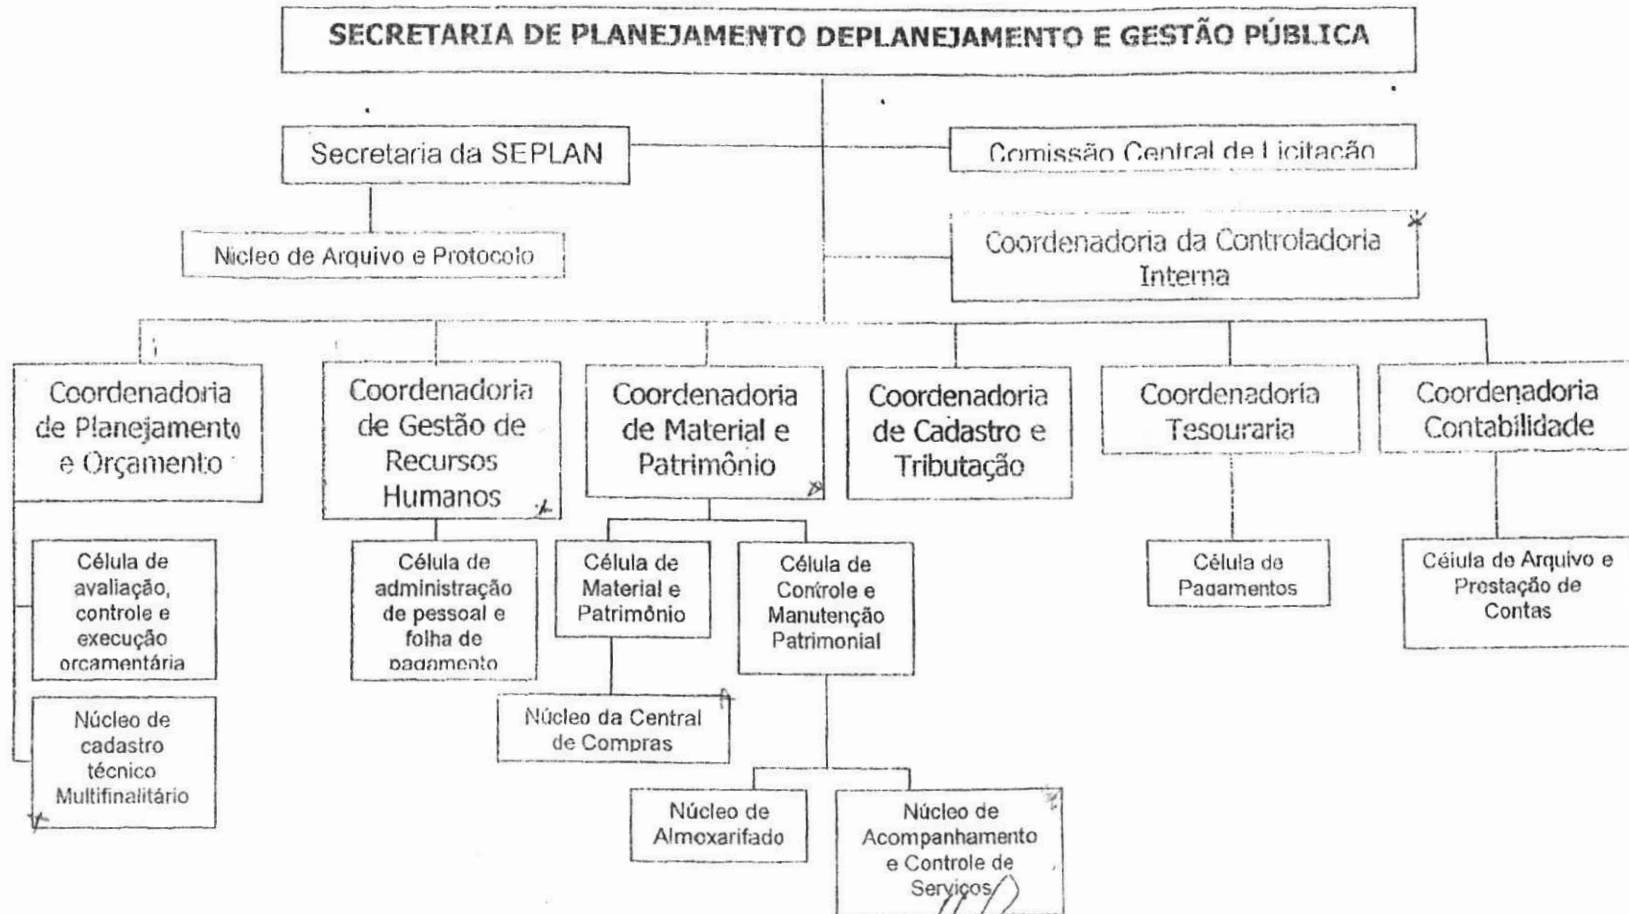 SECRETARIA DE PLANEJAMENTO DEPLANEJAMENTO E GESTÃO PÚBLICA
Secretaria da SEPLAN
Comissão Central de Licitação
Núcleo de Arquivo e Protocolo
Coordenadoria da Controladoria
Interna
Coordenadoria
de Planejamento
e Orçamento
Coordenadoria
de Gestão de
Recursos
Humanos
Coordenadoria
de Material e
Patrimônio
Coordenadoria
de Cadastro e
Tributação
Coordenadoria
Tesouraria
Coordenadoria
Contabilidade
Célula de
avaliação,
controle e
execução
orçamentária
Célula de
administração
de pessoal e
folha de
pagamento
Célula de
Material e
Patrimônio
Célula de
Controle e
Manutenção
Patrimonial
Célula de
Pagamentos
Célula de Arquivo e
Prestação de
Contas
Núcleo de
cadastro
técnico
Multifinalitário
Núcleo da Central
de Compras
Núcleo de
Almoxarifado
Núcleo de
Acompanhamento
e Controle de
Serviços